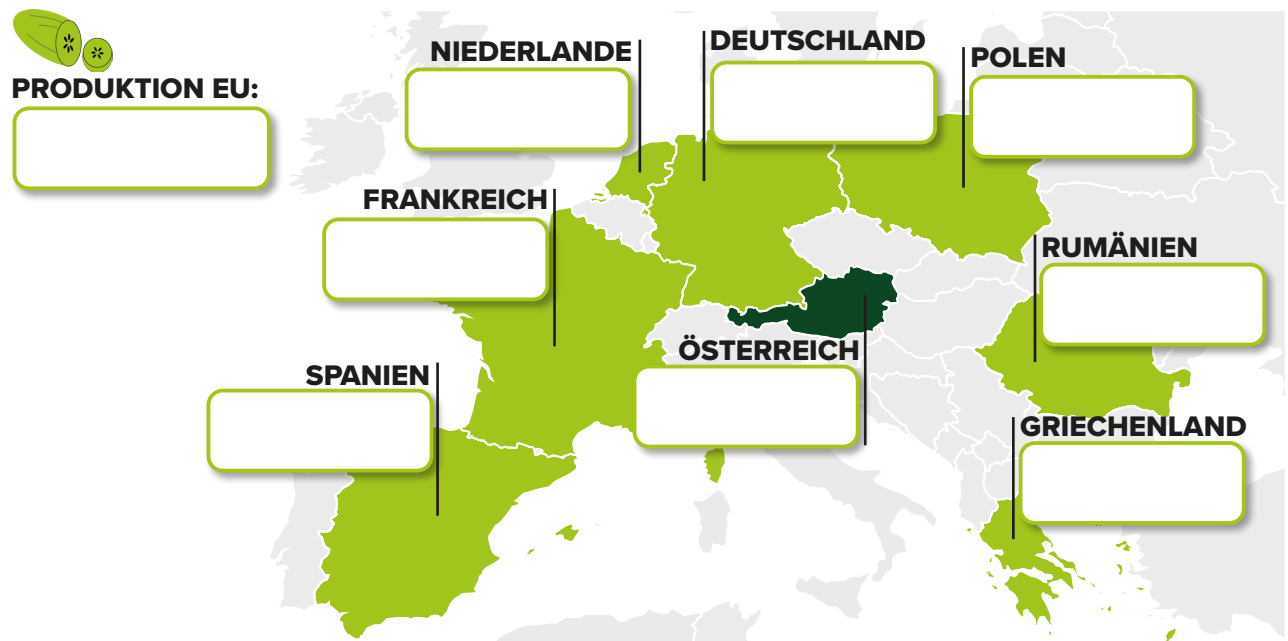 PRODUKTION EU:
NIEDERLANDE
DEUTSCHLAND
POLEN
FRANKREICH
RUMÄNIEN
ÖSTERREICH
SPANIEN
GRIECHENLAND